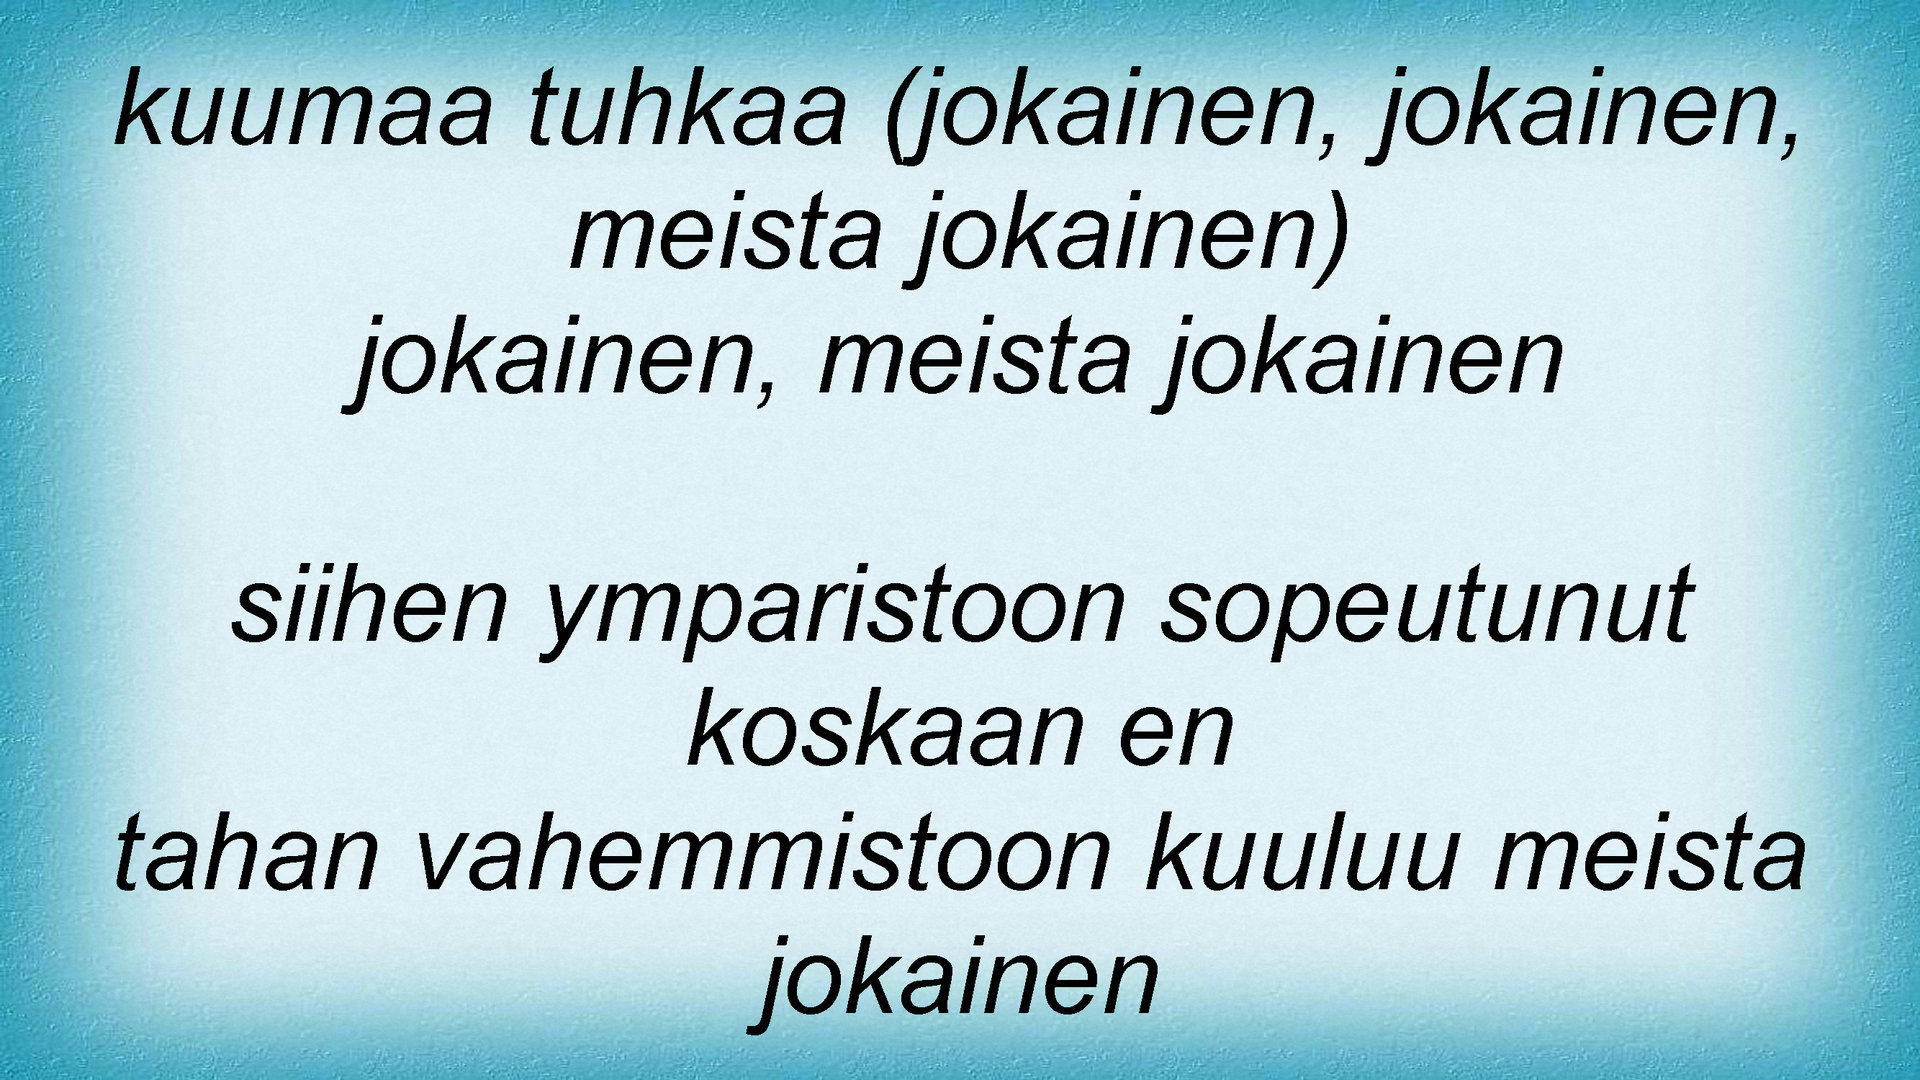 kuumaa tuhkaa (jokainen, jokainen,
meista jokainen)
jokainen, meista jokainen
siihen ymparistoon sopeutunut
koskaan en
tahan vahemmistoon kuuluu meista
jokainen